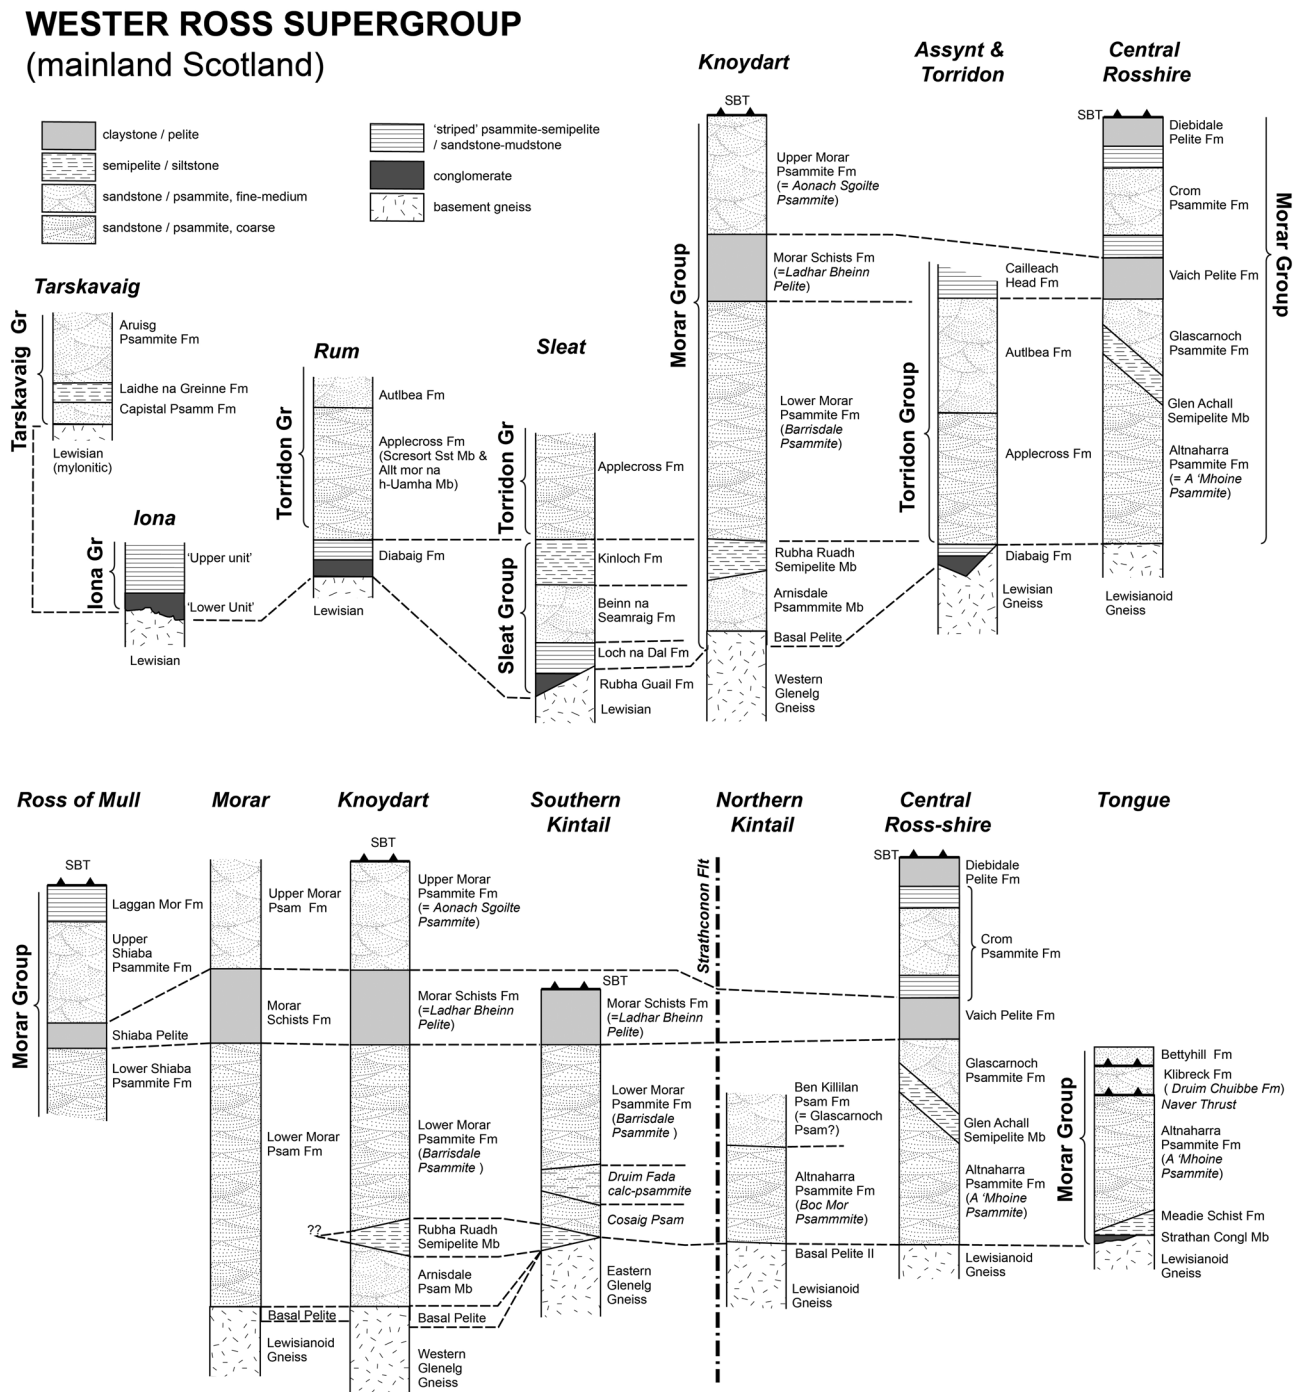 WESTER ROSS SUPERGROUP
(mainland Scotland)
claystone / pelite
semipelite / siltstone
sandstone / psammite, fine-medium
sandstone / psammite, coarse
‘striped’ psammite-semipelite
/ sandstone-mudstone
conglomerate
basement gneiss
Tarskavaig
Tarskavaig Gr
Aruisg
Psammite Fm
Laidhe na Greinne Fm
Capistal Psamm Fm
Lewisian
(mylonitic)
Iona
Iona Gr
‘Upper unit’
‘Lower Unit’
Lewisian
Rum
Torridon Gr
Autlbea Fm
Applecross Fm
(Scresort Sst Mb &
Allt mor na
h-Uamha Mb)
Diabaig Fm
Lewisian
Sleat
Torridon Gr
Applecross Fm
Sleat Group
Kinloch Fm
Beinn na
Seamraig Fm
Loch na Dal Fm
Rubha Guail Fm
Lewisian
Knoydart
SBT
Morar Group
Upper Morar
Psammite Fm
(= Aonach Sgoilte
Psammite)
Morar Schists Fm
(=Ladhar Bheinn
Pelite)
Lower Morar
Psammite Fm
(Barrisdale
Psammite)
Rubha Ruadh
Semipelite Mb
Arnisdale
Psammmite Mb
Basal Pelite
Western
Glenelg
Gneiss
Assynt &
Torridon
Torridon Group
Cailleach
Head Fm
Autlbea Fm
Applecross Fm
Diabaig Fm
Lewisian
Gneiss
Central
Rosshire
SBT
Diebidale
Pelite Fm
Crom
Psammite Fm
Vaich Pelite Fm
Glascarnoch
Psammite Fm
Glen Achall
Semipelite Mb
Altnaharra
Psammite Fm
(= A ‘Mhoine
Psammite)
Lewisianoid
Gneiss
Morar Group
Ross of Mull
SBT
Morar Group
Laggan Mor Fm
Upper
Shiaba
Psammite Fm
Shiaba Pelite
Lower Shiaba
Psammite Fm
Morar
Upper Morar
Psam Fm
Morar
Schists Fm
Lower Morar
Psam Fm
??
Basal Pelite
Lewisianoid
Gneiss
Knoydart
SBT
Upper Morar
Psammite Fm
(= Aonach Sgoilte
Psammite)
Morar Schists Fm
(=Ladhar Bheinn
Pelite)
Lower Morar
Psammite Fm
(Barrisdale
Psammite )
Rubha Ruadh
Semipelite Mb
Arnisdale
Psam Mb
Basal Pelite
Western
Glenelg
Gneiss
Southern
Kintail
SBT
Morar Schists Fm
(=Ladhar Bheinn
Pelite)
Lower Morar
Psammite Fm
(Barrisdale
Psammite )
Druim Fada
calc-psammite
Cosaig Psam
Eastern
Glenelg
Gneiss
Strathconon Flt
Northern
Kintail
Ben Killilan
Psam Fm
(= Glascarnoch
Psam?)
Altnaharra
Psammite Fm
(Boc Mor
Psammmite)
Basal Pelite II
Lewisianoid
Gneiss
Central
Ross-shire
SBT
Diebidale
Pelite Fm
Crom
Psammite Fm
Vaich Pelite Fm
Glascarnoch
Psammite Fm
Glen Achall
Semipelite Mb
Altnaharra
Psammite Fm
(A ‘Mhoine
Psammite)
Lewisianoid
Gneiss
Tongue
Morar Group
Bettyhill Fm
Klibreck Fm
( Druim Chuibbe Fm)
Naver Thrust
Altnaharra
Psammite Fm
(A ‘Mhoine
Psammite)
Meadie Schist Fm
Strathan Congl Mb
Lewisianoid
Gneiss